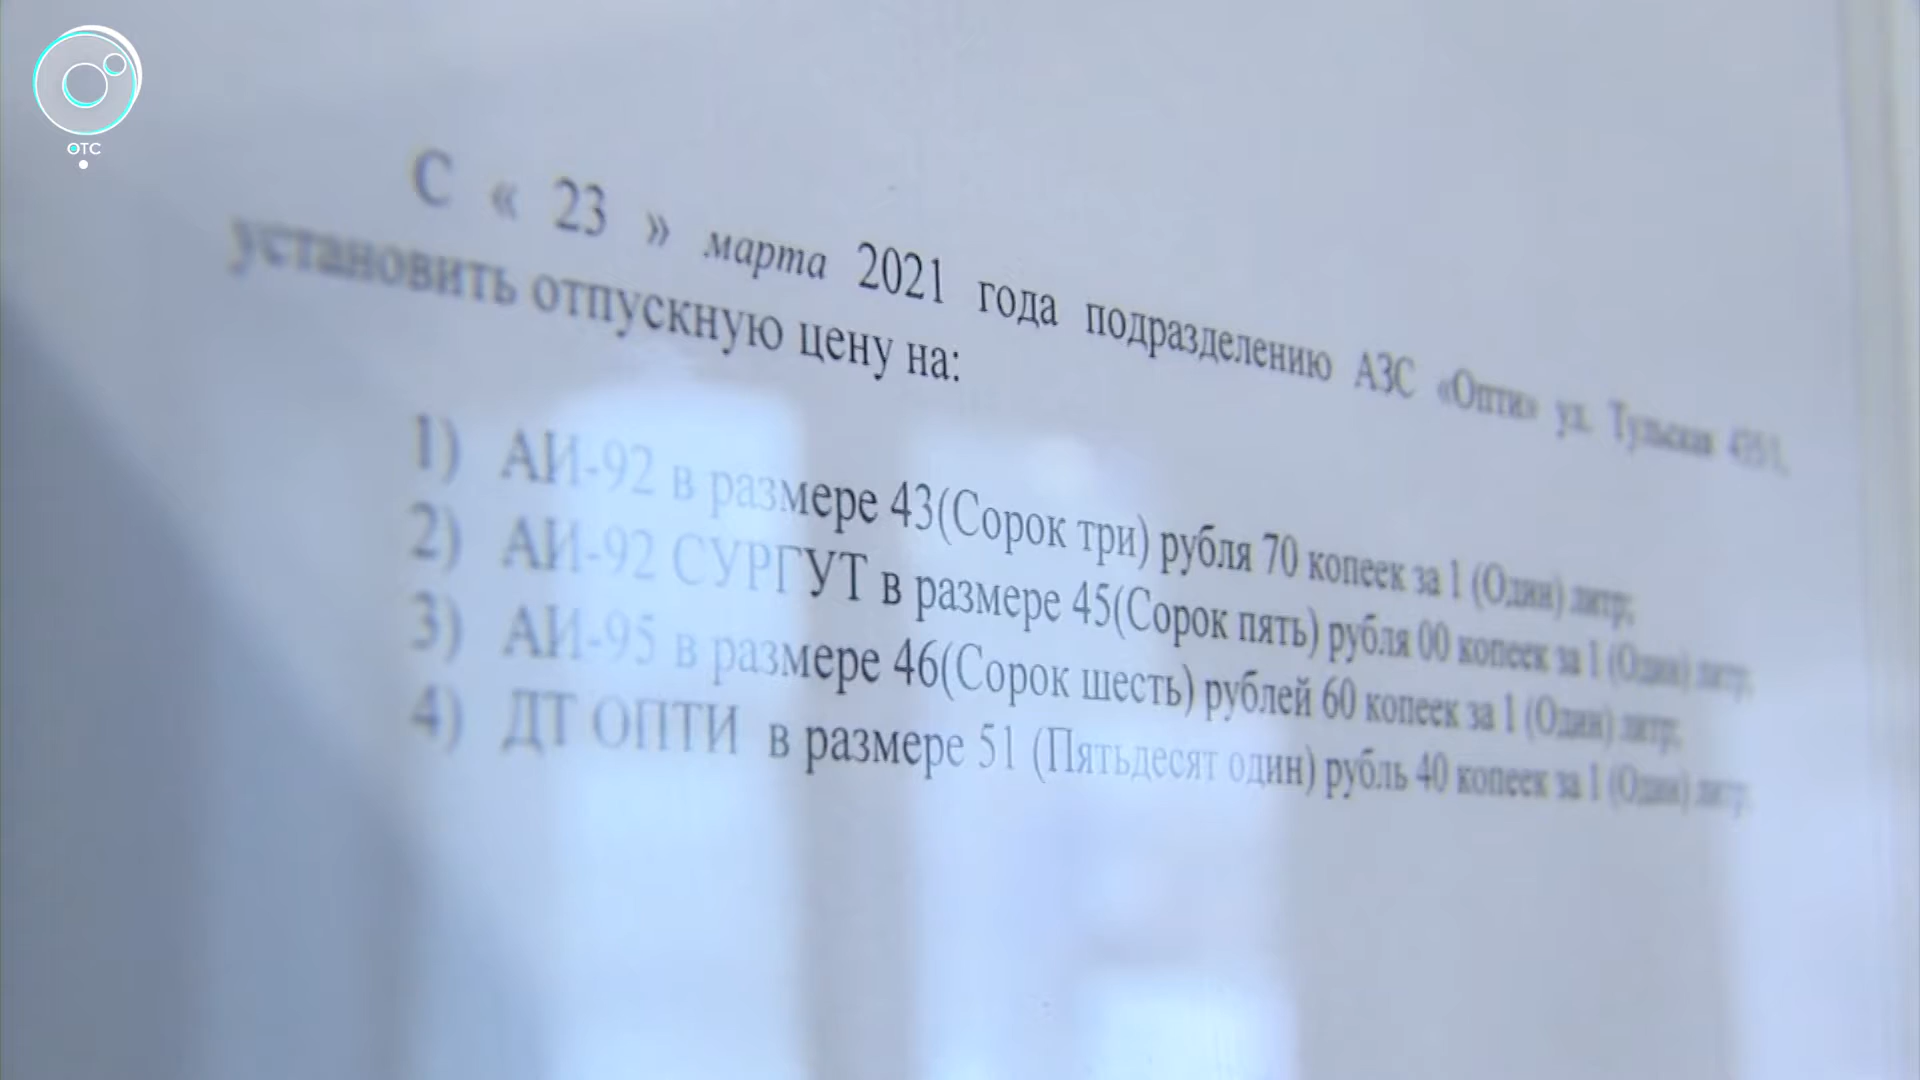 ОТС
С « 23 » марта 2021 года подразделению АЗС «Опти» ул. Тульская
установить отпускную цену на:
1) АИ-92 в размере 43(Сорок три) рубля 70 копеек за 1 (Один) литр;
2) АИ-92 СУРГУТ в размере 45(Сорок пять) рубля 00 копеек за 1 (Один) литр;
3) АИ-95 в размере 46(Сорок шесть) рублей 60 копеек за 1 (Один) литр;
4) ДТ ОПТИ в размере 51 (Пятьдесят один) рубль 40 копеек за 1 (Один) литр.